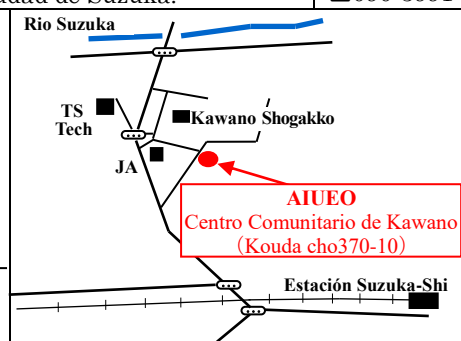 Rio Suzuka
TS
Tech
Kawano Shogakko
JA
AIUEO
Centro Comunitario de Kawano
(Kouda cho370-10)
Estación Suzuka-Shi